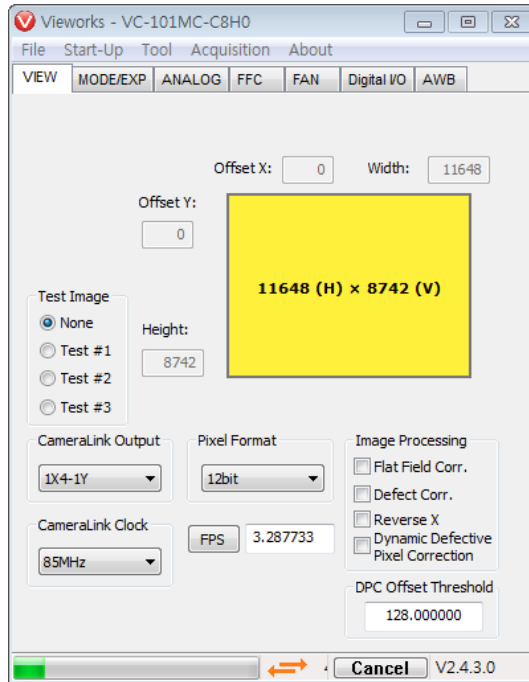 Vieworks - VC-101MC-C8H0
File Start-Up Tool Acquisition About
VIEW MODE/EXP ANALOG FFC FAN Digital I/O AWB
Offset X: 0 Width: 11648
Offset Y:
0
11648 (H) × 8742 (V)
Test Image
None
Test #1
Test #2
Test #3
Height:
8742
CameraLink Output
1X4-1Y
Pixel Format
12bit
Image Processing
Flat Field Corr.
Defect Corr.
Reverse X
Dynamic Defective
Pixel Correction
CameraLink Clock
85MHz
FPS 3.287733
DPC Offset Threshold
128.000000
Cancel V2.4.3.0